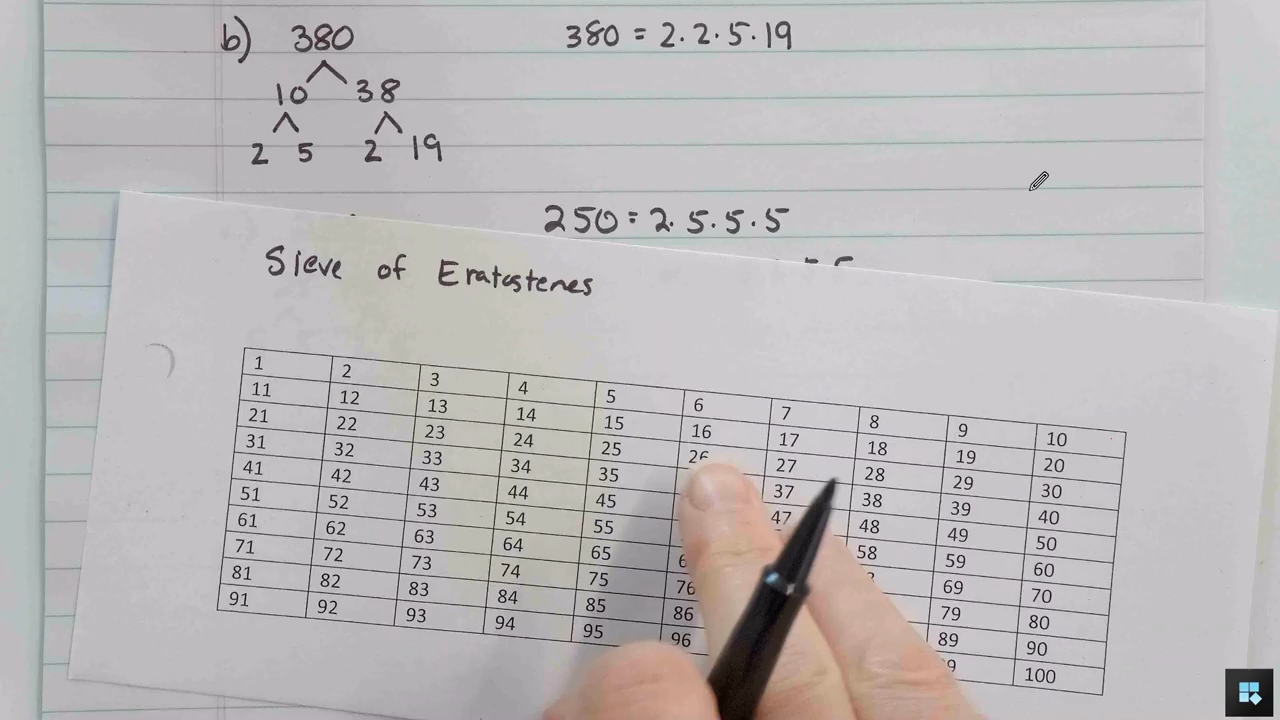 b) 380 380 = 2·2·5·19
10 38
2 5 2 19
250 = 2·5·5·5
Sieve of Eratostenes
1 2 3 4 5 6 7 8 9 10
11 12 13 14 15 16 17 18 19 20
21 22 23 24 25 26 27 28 29 30
31 32 33 34 35 37 38 39 40
41 42 43 44 45 47 48 49 50
51 52 53 54 55 58 59 60
61 62 63 64 65 69 70
71 72 73 74 75 76 79 80
81 82 83 84 85 86 89 90
91 92 93 94 95 96 100